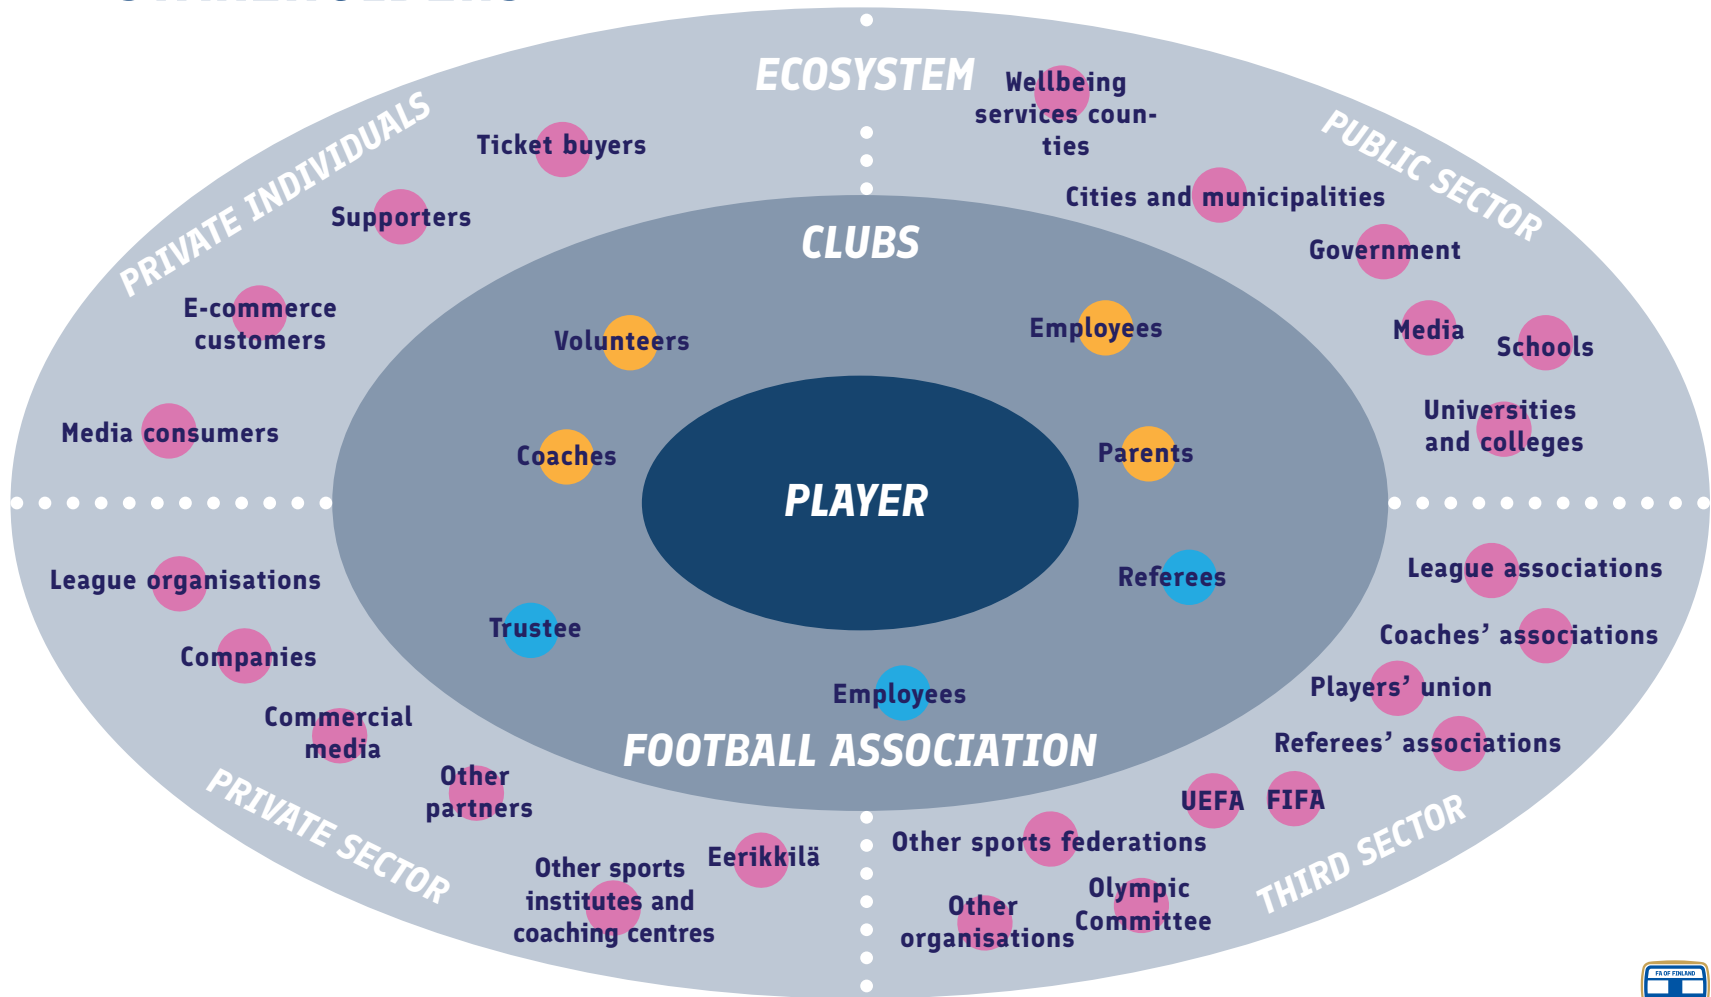 ECOSYSTEM
PRIVATE INDIVIDUALS
Ticket buyers
Supporters
E-commerce
customers
Media consumers
PUBLIC SECTOR
Wellbeing
services coun-
ties
Cities and municipalities
Government
Media
Schools
Universities
and colleges
CLUBS
Volunteers
Employees
Coaches
Parents
PLAYER
Referees
Trustee
Employees
FOOTBALL ASSOCIATION
League organisations
Companies
Commercial
media
Other
partners
Other sports
institutes and
coaching centres
Eerikkilä
PRIVATE SECTOR
League associations
Coaches’ associations
Players’ union
Referees’ associations
UEFA
FIFA
Other sports federations
Olympic
Committee
Other
organisations
THIRD SECTOR
FA OF FINLAND